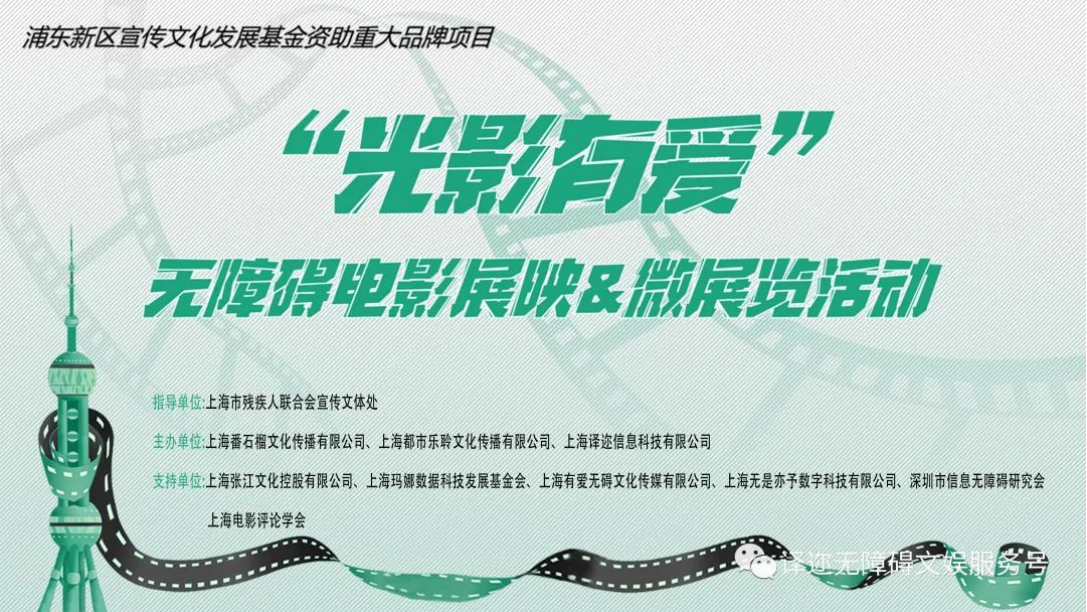 浦东新区宣传文化发展基金资助重大品牌项目
“光影有爱”
无障碍电影展映&微展览活动
指导单位:上海市残疾人联合会宣传文体处
主办单位:上海番石榴文化传播有限公司、上海都市乐聆文化传播有限公司、上海译迩信息科技有限公司
支持单位:上海张江文化控股有限公司、上海玛娜数据科技发展基金会、上海有爱无碍文化传媒有限公司、上海无是亦予数字科技有限公司、深圳市信息无障碍研究会
上海电影评论学会
译迩无障碍文娱服务号